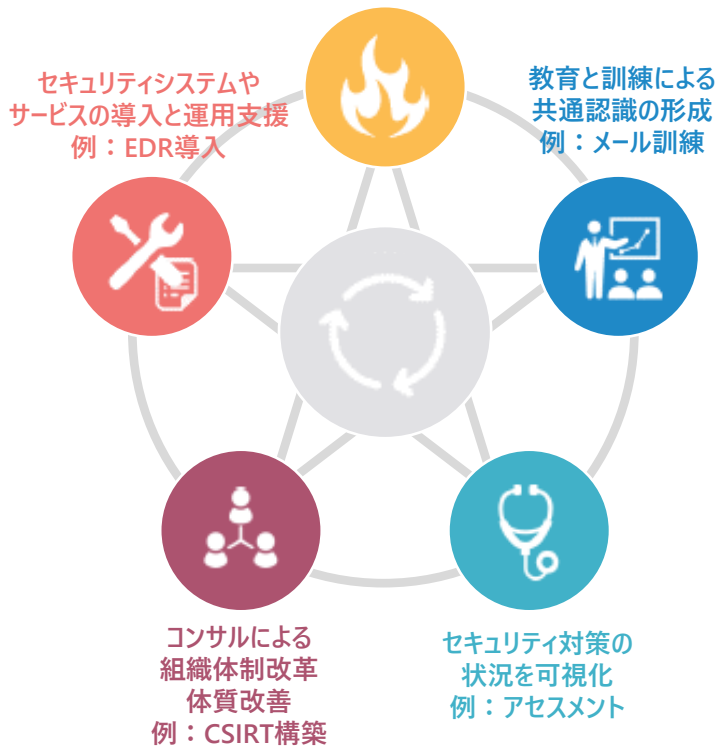 セキュリティシステムや
サービスの導入と運用支援
例：EDR導入
教育と訓練による
共通認識の形成
例：メール訓練
コンサルによる
組織体制改革
体質改善
例：CSIRT構築
セキュリティ対策の
状況を可視化
例：アセスメント